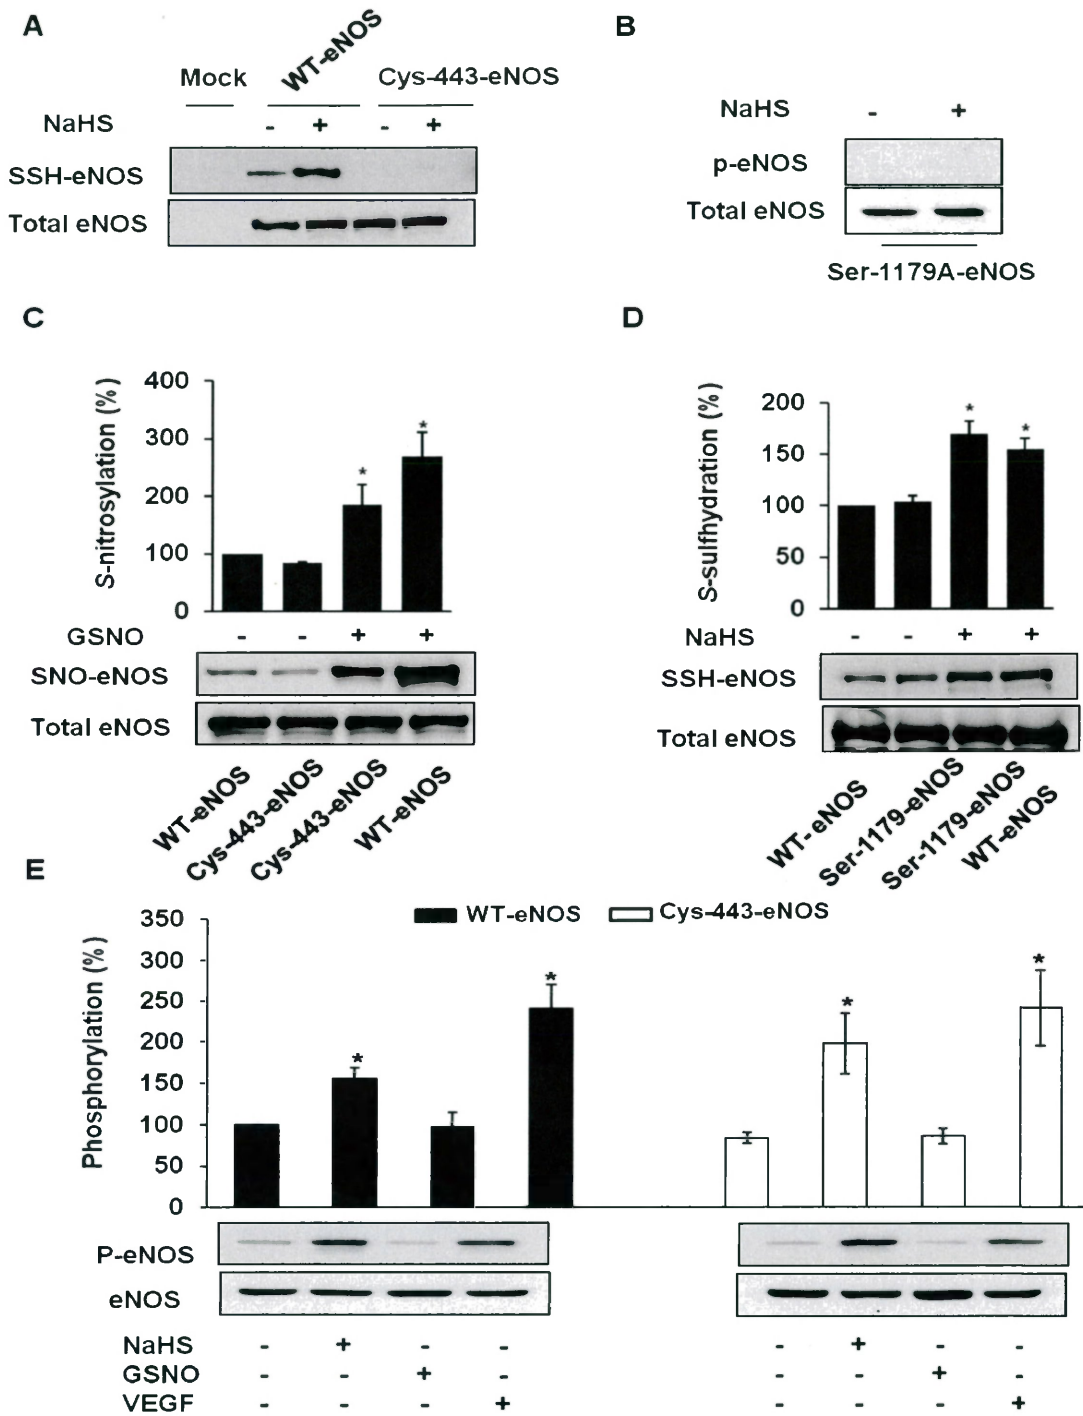 A
Mock
WT-eNOS
Cys-443-eNOS
NaHS - + - +
SSH-eNOS
Total eNOS
B
NaHS - +
p-eNOS
Total eNOS
Ser-1179A-eNOS
C
S-nitrosylation (%)
400
300
200
100
0
* *
GSNO - - + +
SNO-eNOS
Total eNOS
WT-eNOS
Cys-443-eNOS
Cys-443-eNOS
WT-eNOS
D
S-sulfhydration (%)
200
150
100
50
0
* *
NaHS - - + +
SSH-eNOS
Total eNOS
WT-eNOS
Ser-1179-eNOS
Ser-1179-eNOS
WT-eNOS
E
WT-eNOS Cys-443-eNOS
Phosphorylation (%)
350
300
250
200
150
100
50
0
* * * *
P-eNOS
eNOS
NaHS - + - - - + - -
GSNO - - + - - - + -
VEGF - - - + - - - +